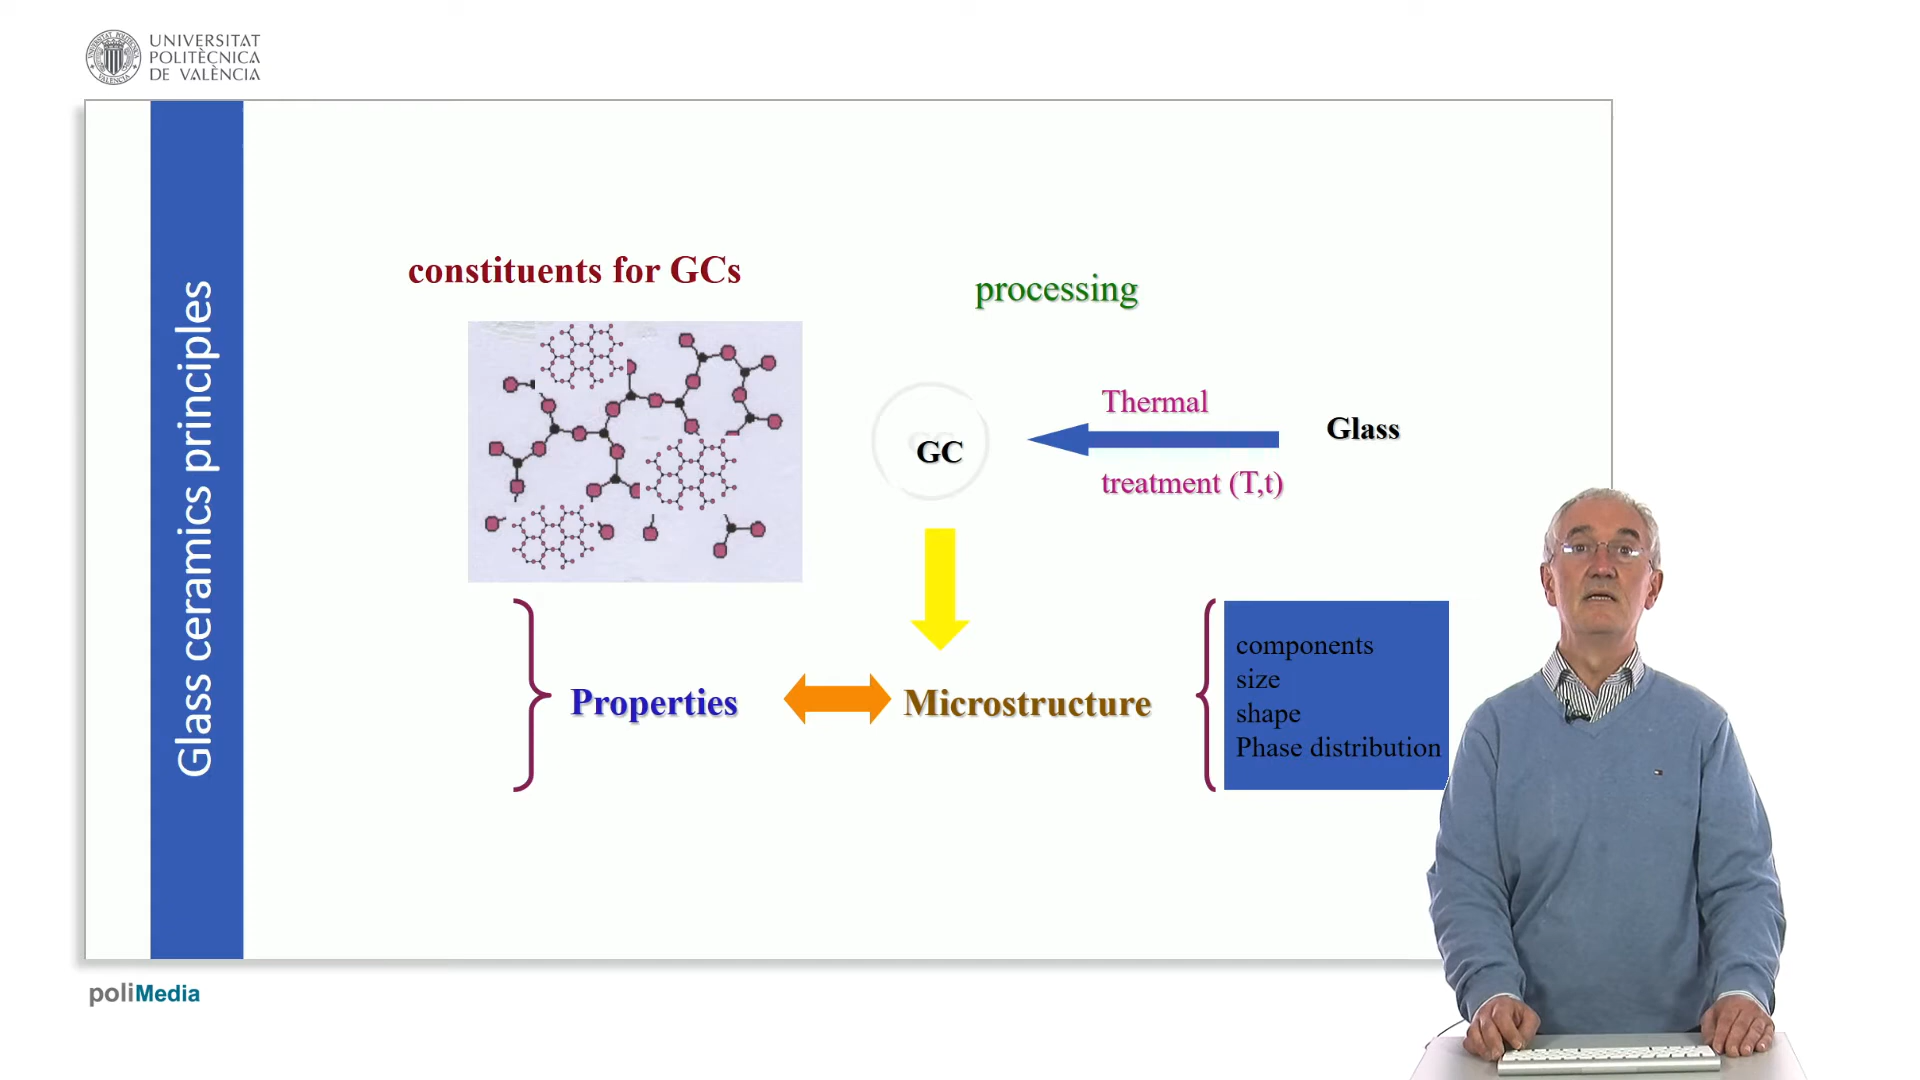 UNIVERSITAT
POLITÈCNICA
DE VALÈNCIA
Glass ceramics principles
constituents for GCs
processing
Thermal
treatment (T,t)
Glass
GC
Properties
Microstructure
components
size
shape
Phase distribution
poliMedia